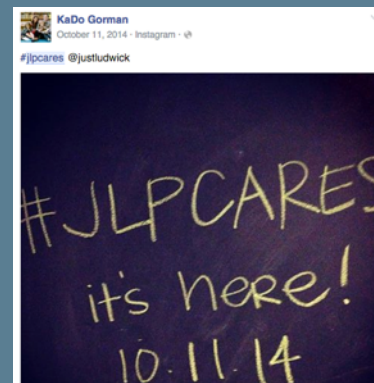 KaDo Gorman
October 11, 2014 · Instagram ·
#jlpcares @justludwick
#JLPCARES
it's here!
10.11.14